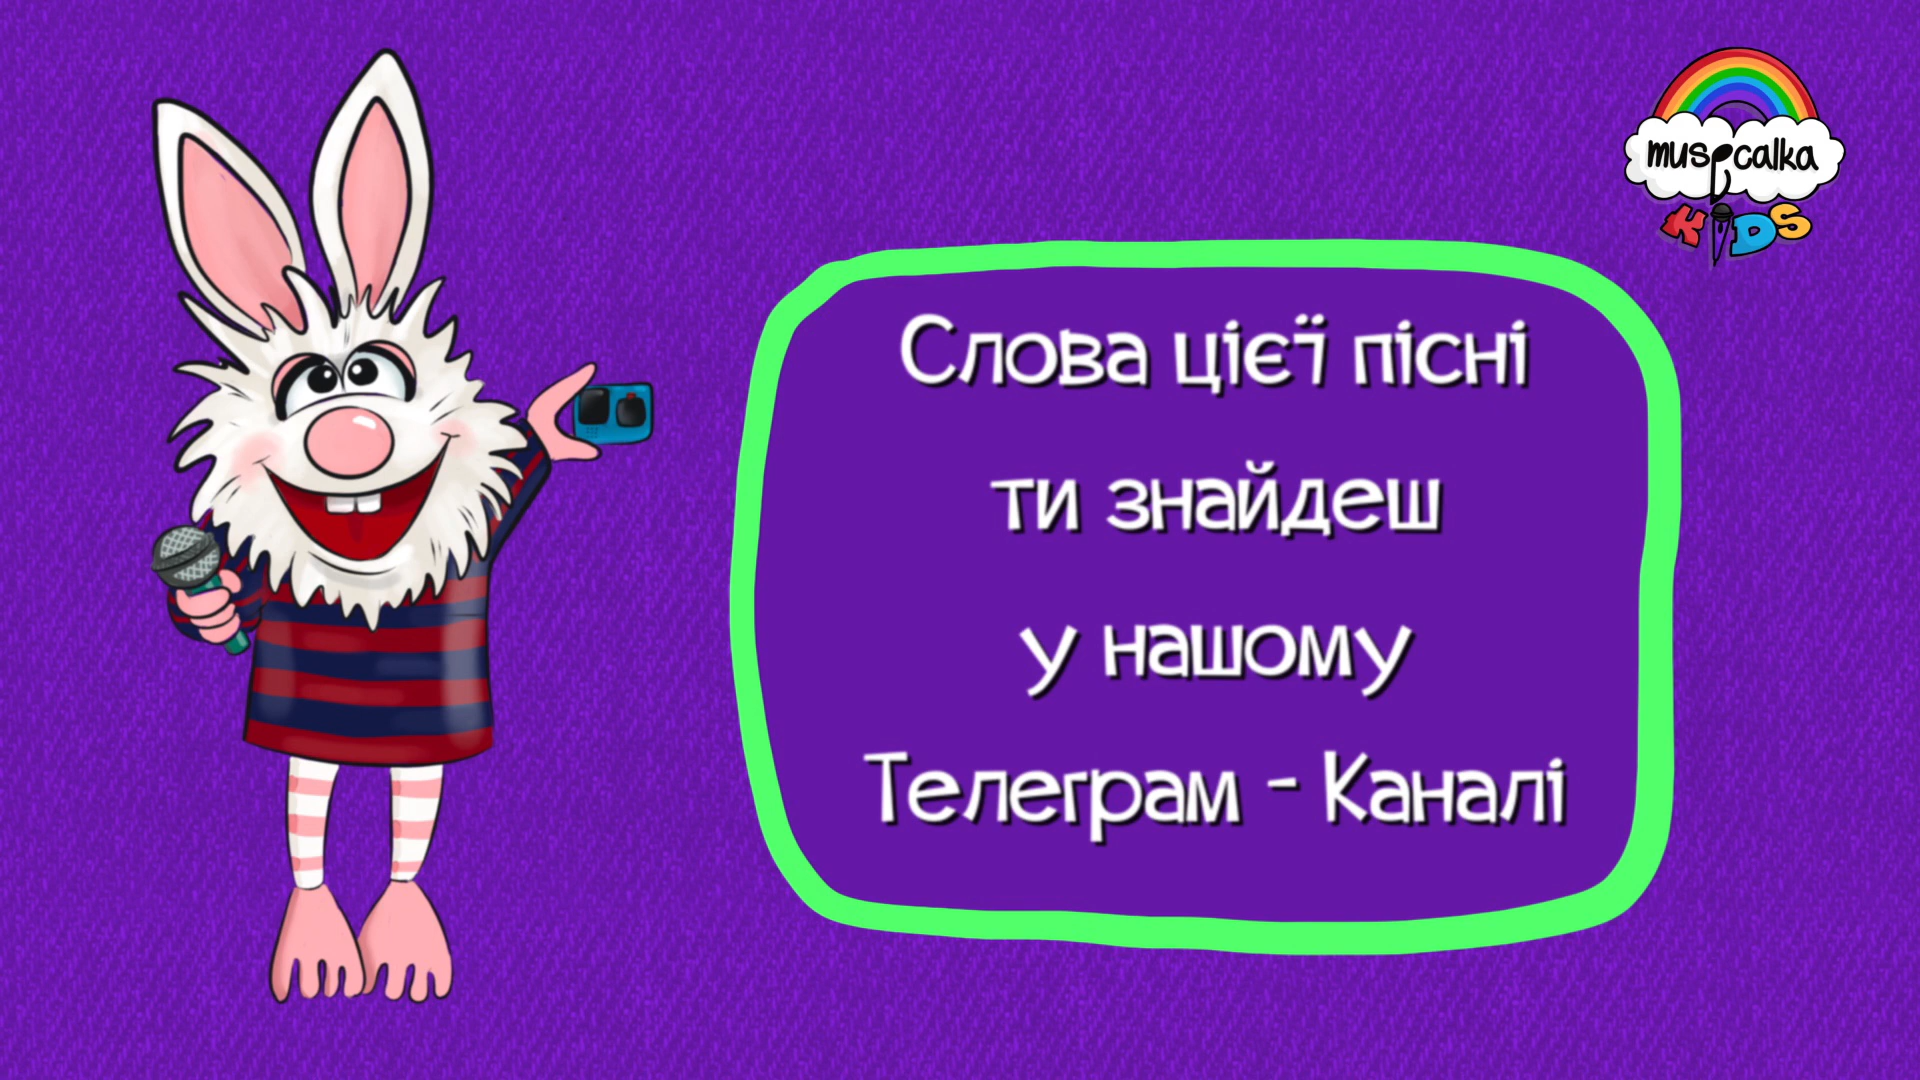 musicalka
KiDS
Слова цієї пісні
ти знайдеш
у нашому
Телеграм - Каналі